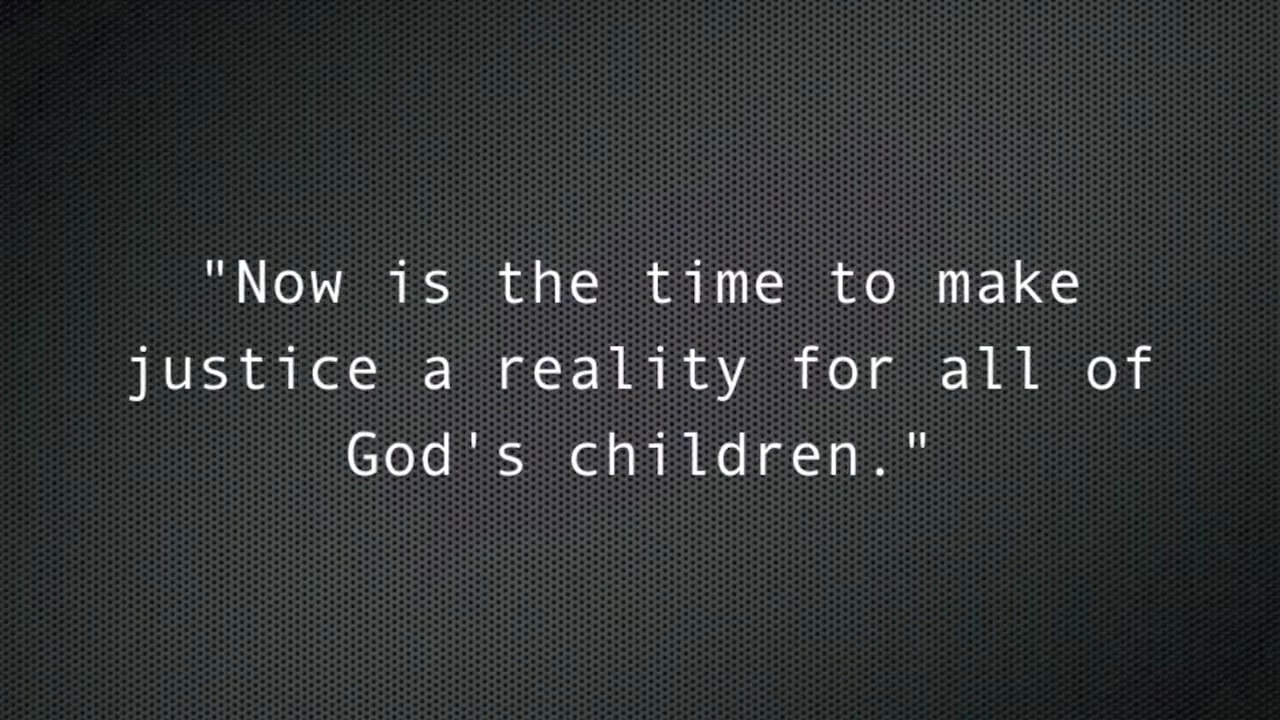 "Now is the time to make
justice a reality for all of
God's children."